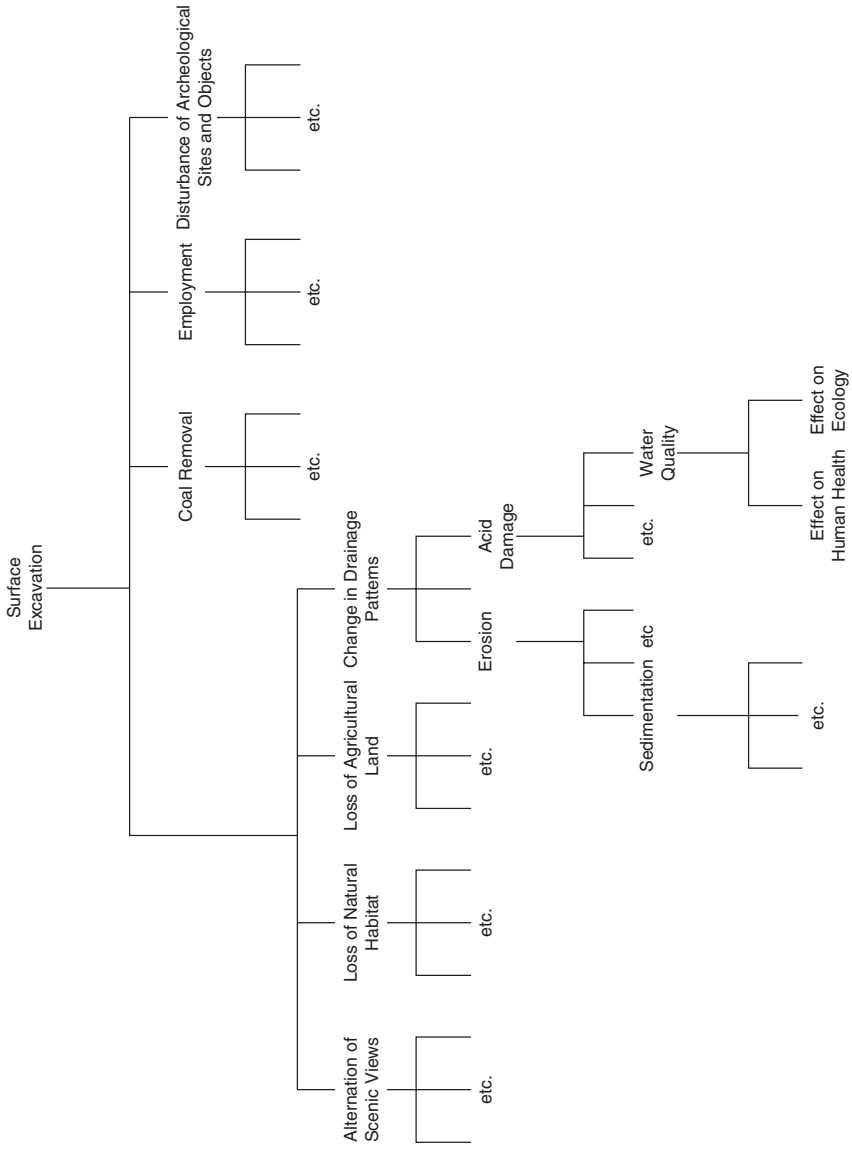 Surface
Excavation
Coal Removal
etc.
Employment
etc.
Disturbance of Archeological
Sites and Objects
etc.
Alternation of
Scenic Views
etc.
Loss of Natural
Habitat
etc.
Loss of Agricultural
Land
etc.
Change in Drainage
Patterns
Erosion
Acid
Damage
Sedimentation
etc
etc.
Water
Quality
etc.
Effect on
Human Health
Effect on
Ecology